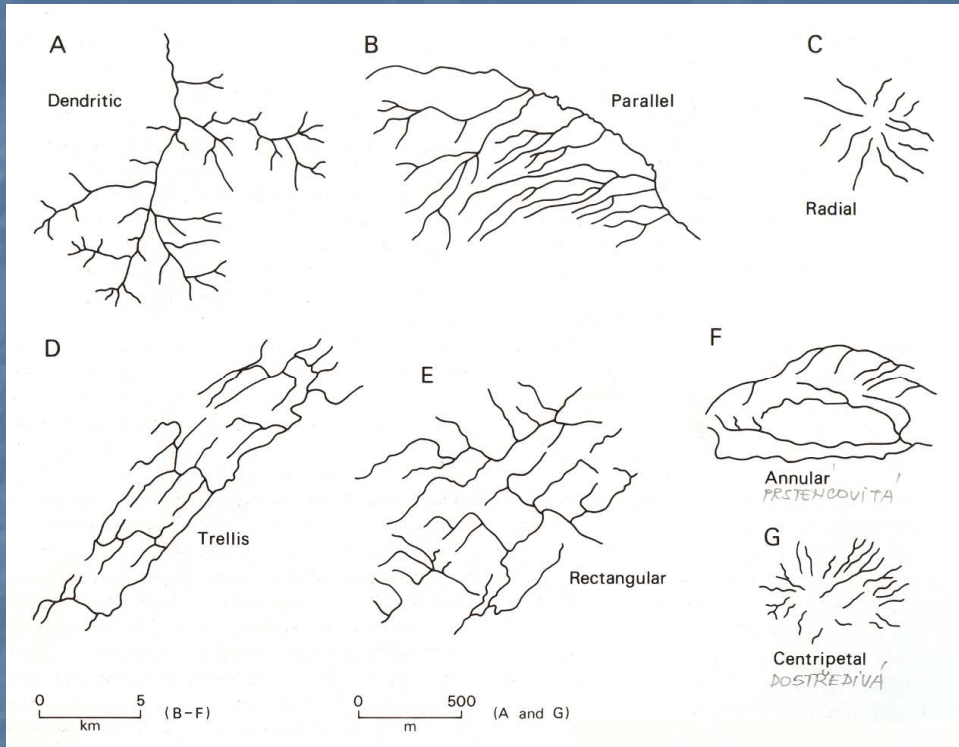 A
Dendritic
B
Parallel
C
Radial
D
Trellis
E
Rectangular
F
Annular
PRSTENCOVITÁ
G
Centripetal
DOSTŘEDIVÁ
0 5 (B-F)
km
0 500 (A and G)
m